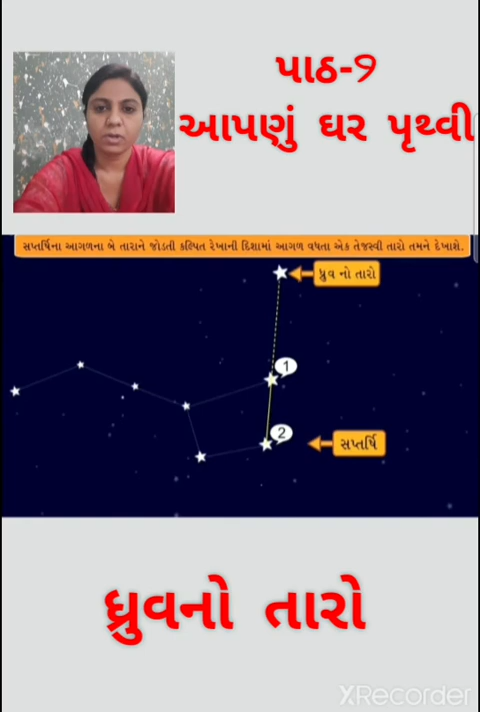 પાઠ-૭
આપણું ઘર પૃથ્વી
સપ્તર્ષિના આગળના બે તારાને જોડતી કલ્પિત રેખાની દિશામાં આગળ વધતા એક તેજસ્વી તારો તમને દેખાશે.
ધ્રુવ નો તારો
1
2
સપ્તર્ષિ
ધ્રુવનો તારો
XRecorder